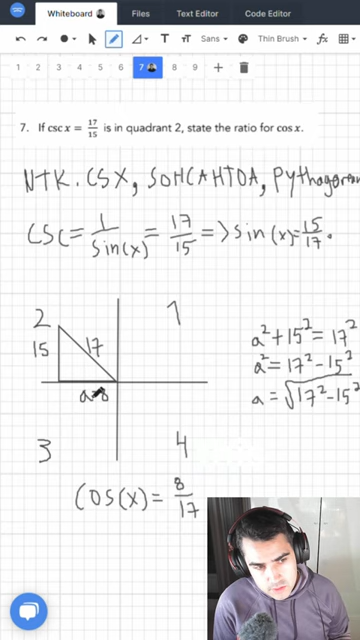 Whiteboard Files Text Editor Code Editor
T Sans Thin Brush fx
1 2 3 4 5 6 7 8 9 +
7. If csc x = 17/15 is in quadrant 2, state the ratio for cos x.
NTK. CSX, SOHCAHTOA, Pythagorean
CSC = 1/sin(x) = 17/15 => sin(x) = 15/17.
2 1
15 17
a=8
3 4
a² + 15² = 17²
a² = 17² - 15²
a = √17² - 15²
cos(x) = 8/17